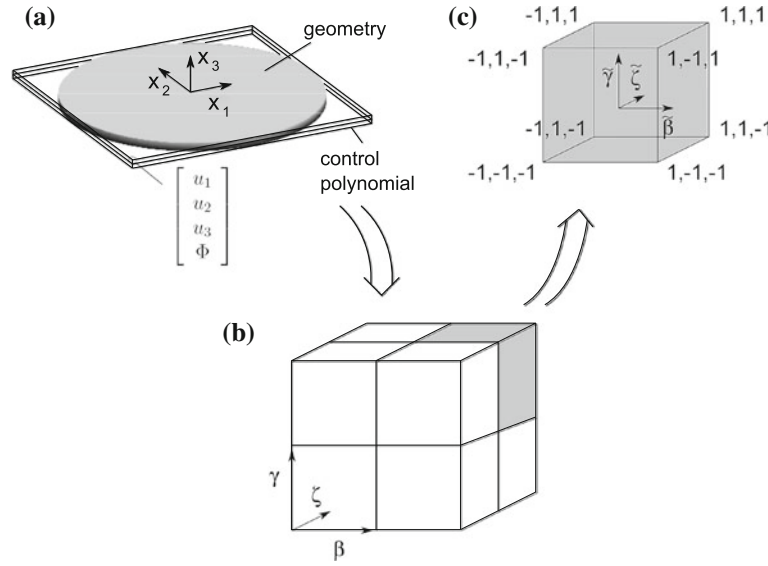 (a)
geometry
x3
x2
x1
control
polynomial
u1
u2
u3
Φ
(c)
-1,1,1
1,1,1
-1,1,-1
1,-1,1
γ̃
ζ̃
β̃
-1,1,-1
1,1,-1
-1,-1,-1
1,-1,-1
(b)
γ
ζ
β